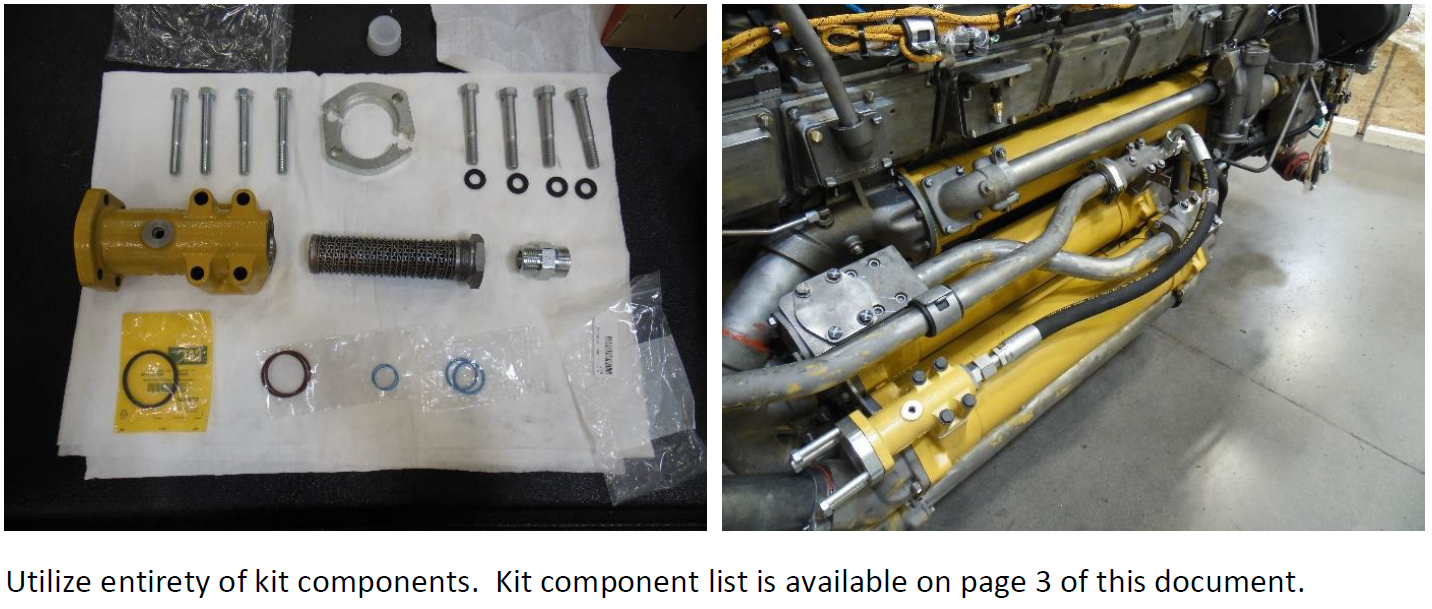 Utilize entirety of kit components.  Kit component list is available on page 3 of this document.